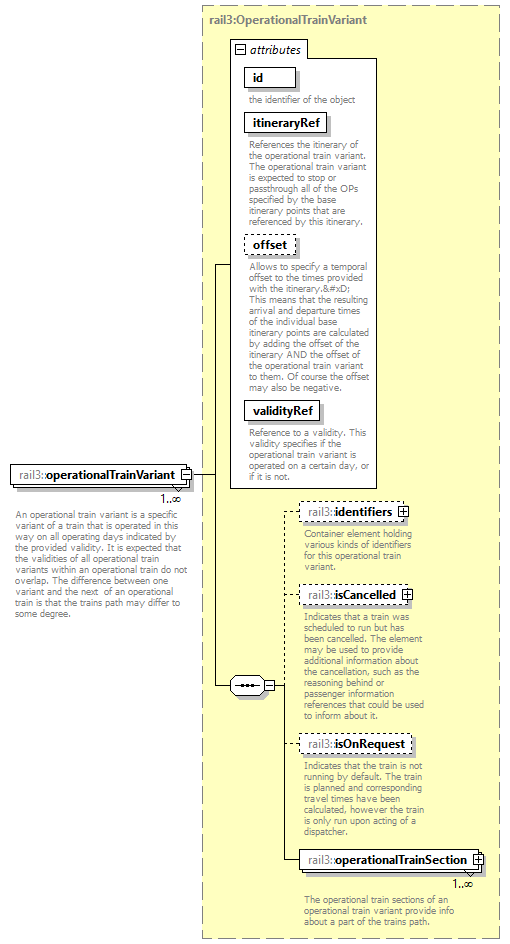 rail3:OperationalTrainVariant
attributes
id
the identifier of the object
itineraryRef
References the itinerary of
the operational train variant.
The operational train variant
is expected to stop or
passthrough all of the OPs
specified by the base
itinerary points that are
referenced by this itinerary.
offset
Allows to specify a temporal
offset to the times provided
with the itinerary.&#xD;
This means that the resulting
arrival and departure times
of the individual base
itinerary points are calculated
by adding the offset of the
itinerary AND the offset of
the operational train variant
to them. Of course the offset
may also be negative.
validityRef
Reference to a validity. This
validity specifies if the
operational train variant is
operated on a certain day, or
if it is not.
rail3::operationalTrainVariant
1..∞
An operational train variant is a specific
variant of a train that is operated in this
way on all operating days indicated by
the provided validity. It is expected that
the validities of all operational train
variants within an operational train do not
overlap. The difference between one
variant and the next  of an operational
train is that the trains path may differ to
some degree.
rail3::identifiers
Container element holding
various kinds of identifiers
for this operational train
variant.
rail3::isCancelled
Indicates that a train was
scheduled to run but has
been cancelled. The element
may be used to provide
additional information about
the cancellation, such as the
reasoning behind or
passenger information
references that could be used
to inform about it.
rail3::isOnRequest
Indicates that the train is not
running by default. The train
is planned and corresponding
travel times have been
calculated, however the train
is only run upon acting of a
dispatcher.
rail3::operationalTrainSection
1..∞
The operational train sections of an
operational train variant provide info
about a part of the trains path.